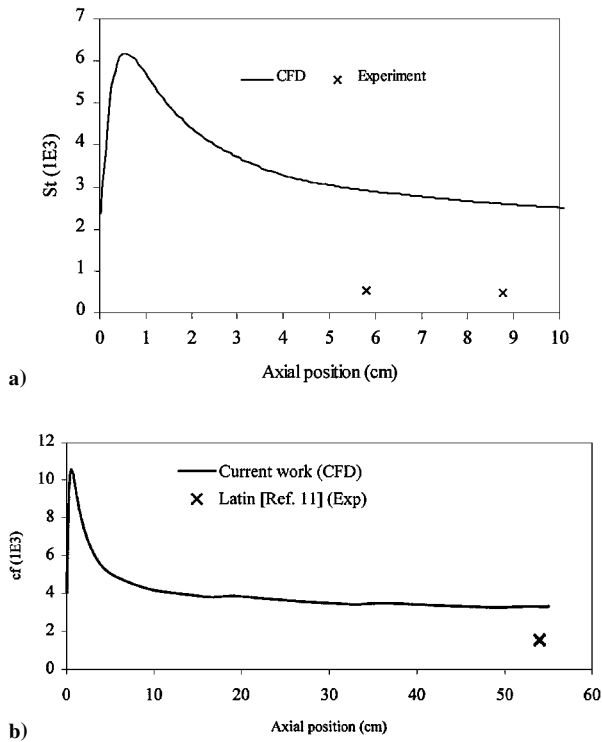 7
6
5
4
3
2
1
0
St (1E3)
CFD
Experiment
0 1 2 3 4 5 6 7 8 9 10
Axial position (cm)
a)
12
10
8
6
4
2
0
cf (1E3)
Current work (CFD)
Latin [Ref. 11] (Exp)
0 10 20 30 40 50 60
Axial position (cm)
b)